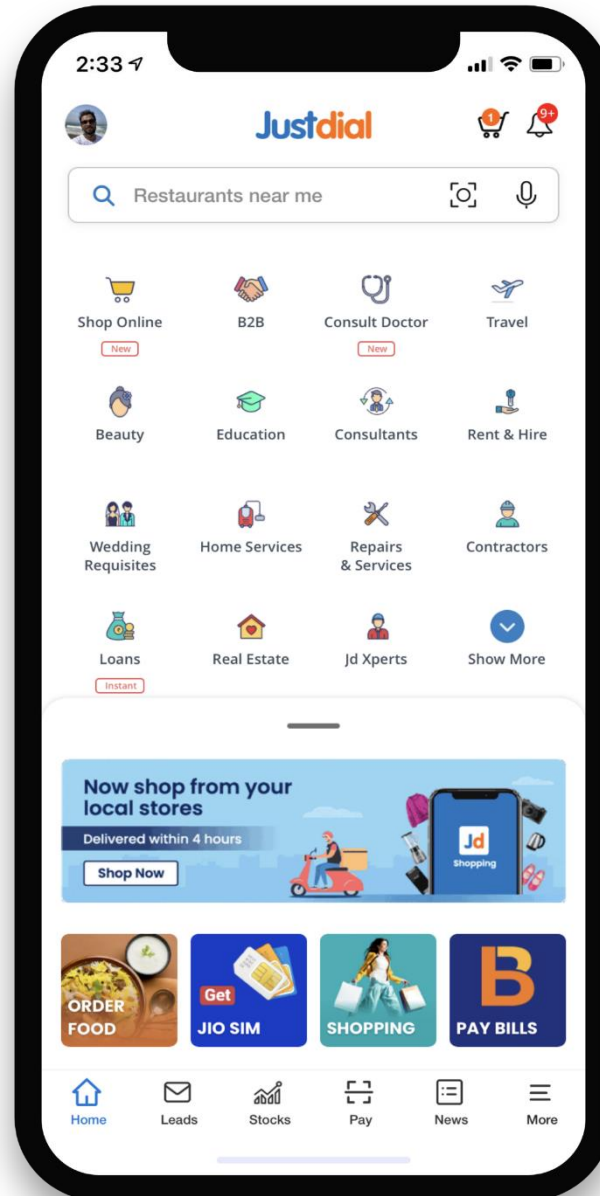 2:33
Justdial
1
9+
Restaurants near me
Shop Online
New
B2B
Consult Doctor
New
Travel
Beauty
Education
Consultants
Rent & Hire
Wedding
Requisites
Home Services
Repairs
& Services
Contractors
Loans
Instant
Real Estate
Jd Xperts
Show More
Now shop from your
local stores
Delivered within 4 hours
Shop Now
Jd
Shopping
ORDER
FOOD
Get
JIO SIM
SHOPPING
B
PAY BILLS
Home
Leads
Stocks
Pay
News
More